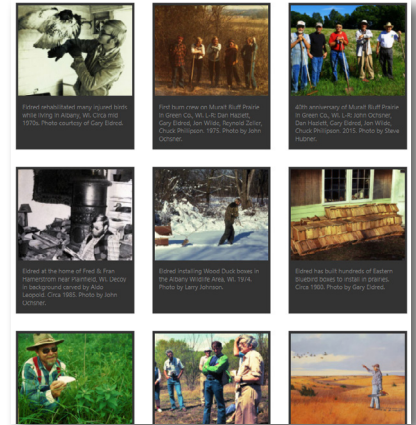 Eldred rehabilitated many injured birds
while living in Albany, WI. Circa mid
1970s. Photo courtesy of Gary Eldred.
First burn crew on Muralt Bluff Prairie
in Green Co., WI. L-R: Dan Hazlett,
Gary Eldred, Jon Wilde, Reynold Zeller,
Chuck Phillipson. 1975. Photo by John
Ochsner.
40th anniversary of Muralt Bluff Prairie
in Green Co., WI. L-R: John Ochsner,
Dan Hazlett, Gary Eldred, Jon Wilde,
Chuck Phillipson. 2015. Photo by Steve
Hubner.
Eldred at the home of Fred & Fran
Hamerstrom near Plainfield, WI. Decoy
in background carved by Aldo
Leopold. Circa 1985. Photo by John
Ochsner.
Eldred installing Wood Duck boxes in
the Albany Wildlife Area, WI. 1974.
Photo by Larry Johnson.
Eldred has built hundreds of Eastern
bluebird boxes to install in prairies.
Circa 1980. Photo by Gary Eldred.